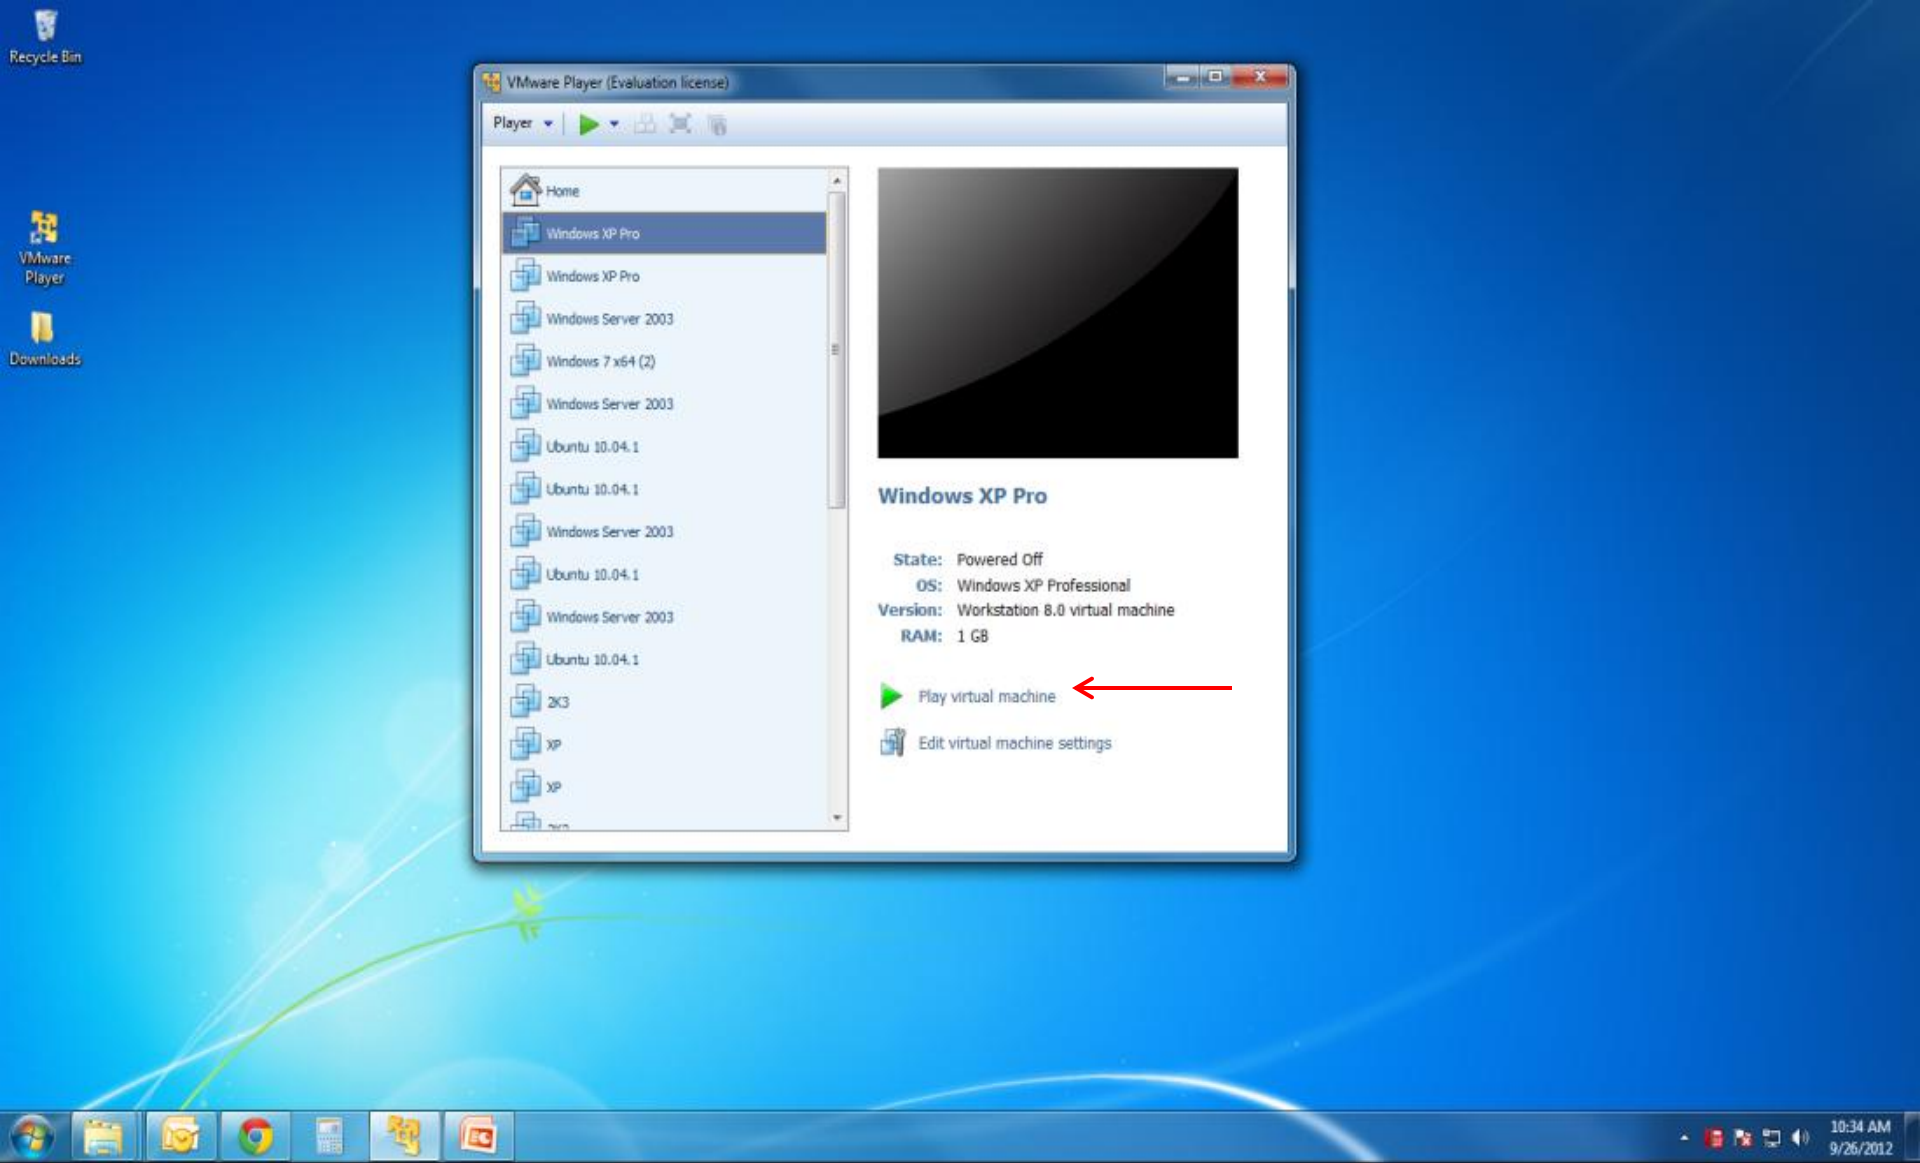 Recycle Bin
VMware
Player
Downloads
VMware Player (Evaluation license)
Player
Home
Windows XP Pro
Windows XP Pro
Windows Server 2003
Windows 7 x64 (2)
Windows Server 2003
Ubuntu 10.04.1
Ubuntu 10.04.1
Windows Server 2003
Ubuntu 10.04.1
Windows Server 2003
Ubuntu 10.04.1
2K3
XP
XP
Windows XP Pro
State: Powered Off
OS: Windows XP Professional
Version: Workstation 8.0 virtual machine
RAM: 1 GB
Play virtual machine
Edit virtual machine settings
10:34 AM
9/26/2012